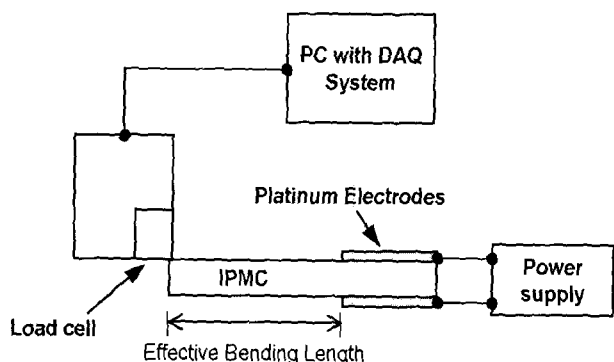 PC with DAQ
System
Platinum Electrodes
IPMC
Power
supply
Load cell
Effective Bending Length